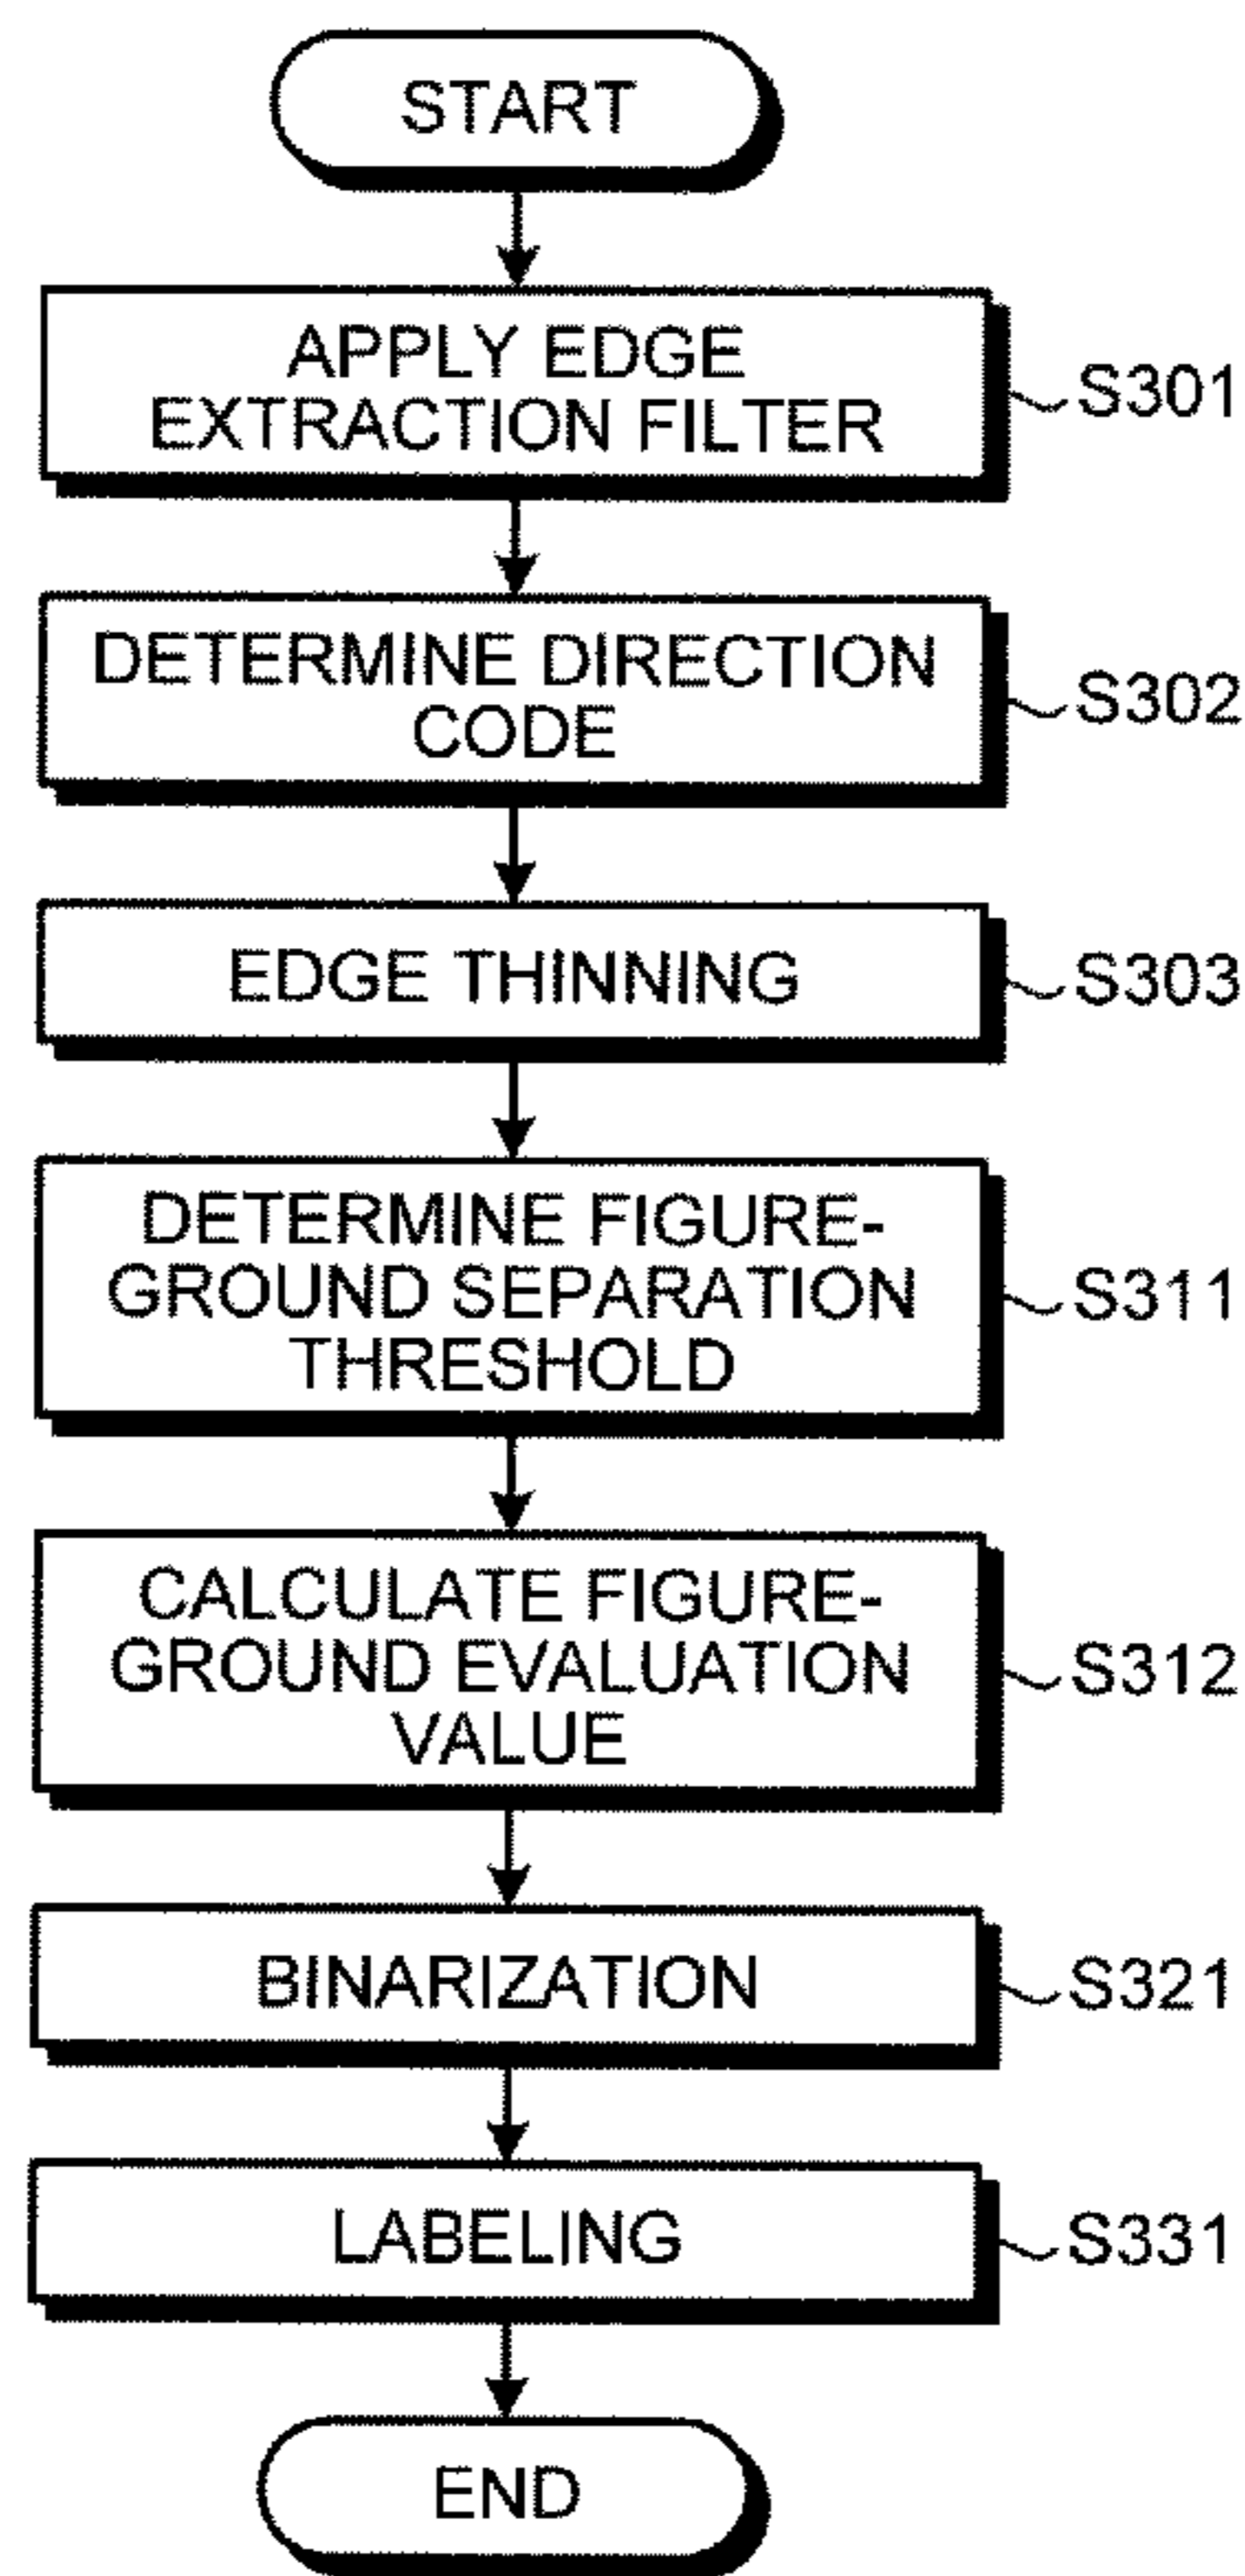 START
APPLY EDGE
EXTRACTION FILTER
S301
DETERMINE DIRECTION
CODE
S302
EDGE THINNING
S303
DETERMINE FIGURE-
GROUND SEPARATION
THRESHOLD
S311
CALCULATE FIGURE-
GROUND EVALUATION
VALUE
S312
BINARIZATION
S321
LABELING
S331
END